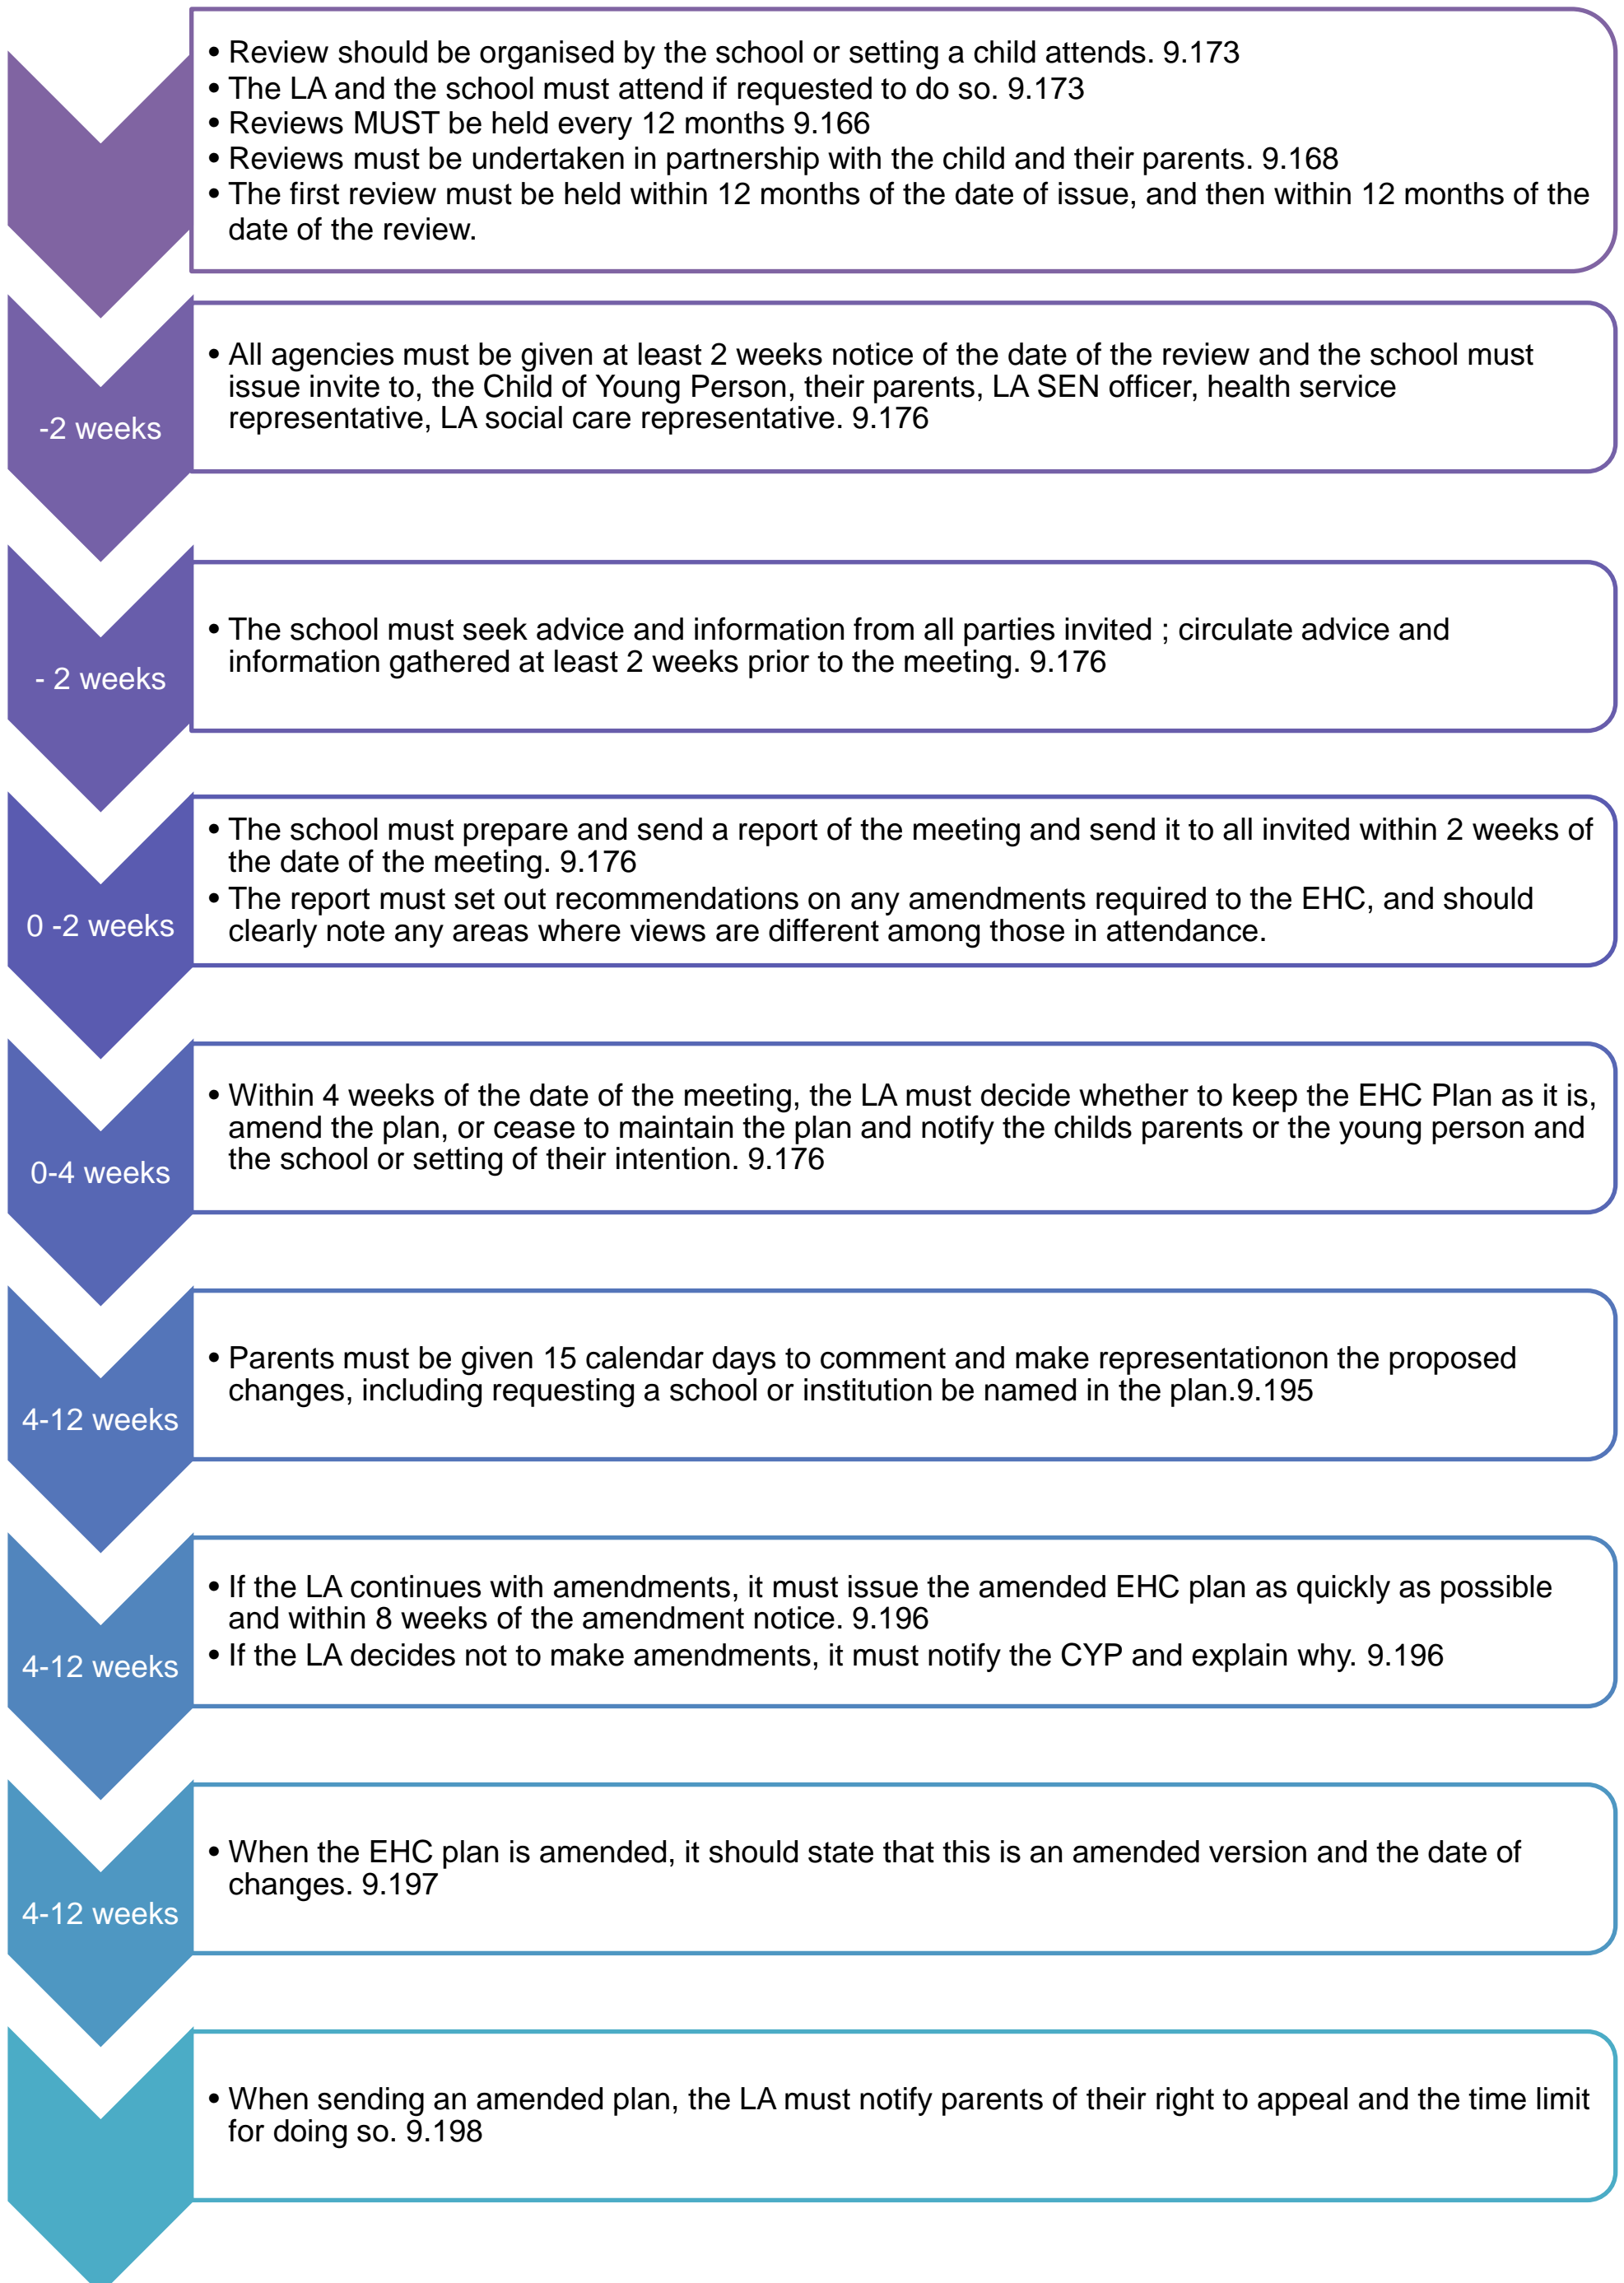 • Review should be organised by the school or setting a child attends. 9.173
• The LA and the school must attend if requested to do so. 9.173
• Reviews MUST be held every 12 months 9.166
• Reviews must be undertaken in partnership with the child and their parents. 9.168
• The first review must be held within 12 months of the date of issue, and then within 12 months of the
date of the review.
-2 weeks
• All agencies must be given at least 2 weeks notice of the date of the review and the school must
issue invite to, the Child of Young Person, their parents, LA SEN officer, health service
representative, LA social care representative. 9.176
- 2 weeks
• The school must seek advice and information from all parties invited ; circulate advice and
information gathered at least 2 weeks prior to the meeting. 9.176
0 -2 weeks
• The school must prepare and send a report of the meeting and send it to all invited within 2 weeks of
the date of the meeting. 9.176
• The report must set out recommendations on any amendments required to the EHC, and should
clearly note any areas where views are different among those in attendance.
0-4 weeks
• Within 4 weeks of the date of the meeting, the LA must decide whether to keep the EHC Plan as it is,
amend the plan, or cease to maintain the plan and notify the childs parents or the young person and
the school or setting of their intention. 9.176
4-12 weeks
• Parents must be given 15 calendar days to comment and make representationon the proposed
changes, including requesting a school or institution be named in the plan.9.195
4-12 weeks
• If the LA continues with amendments, it must issue the amended EHC plan as quickly as possible
and within 8 weeks of the amendment notice. 9.196
• If the LA decides not to make amendments, it must notify the CYP and explain why. 9.196
4-12 weeks
• When the EHC plan is amended, it should state that this is an amended version and the date of
changes. 9.197
• When sending an amended plan, the LA must notify parents of their right to appeal and the time limit
for doing so. 9.198